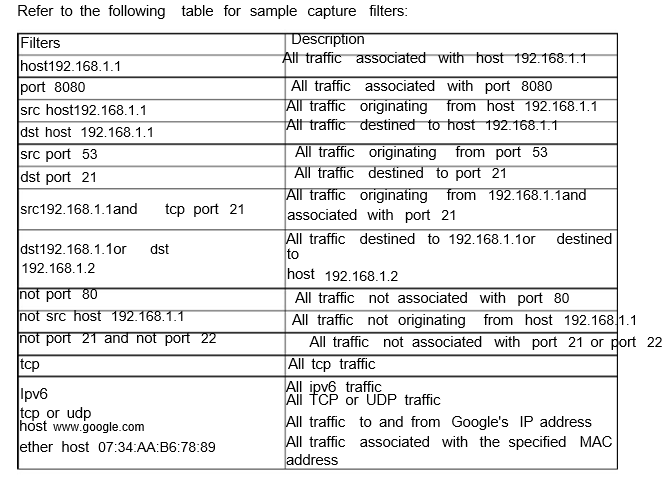 Refer to the following table for sample capture filters:
Filters Description
host192.168.1.1 All traffic associated with host 192.168.1.1
port 8080 All traffic associated with port 8080
src host192.168.1.1 All traffic originating from host 192.168.1.1
dst host 192.168.1.1 All traffic destined to host 192.168.1.1
src port 53 All traffic originating from port 53
dst port 21 All traffic destined to port 21
src192.168.1.1and tcp port 21 All traffic originating from 192.168.1.1and
associated with port 21
dst192.168.1.1or dst All traffic destined to 192.168.1.1or destined
to
192.168.1.2 host 192.168.1.2
not port 80 All traffic not associated with port 80
not src host 192.168.1.1 All traffic not originating from host 192.168.1.1
not port 21 and not port 22 All traffic not associated with port 21 or port 22
tcp All tcp traffic
Ipv6 All ipv6 traffic
tcp or udp All TCP or UDP traffic
host www.google.com All traffic to and from Google's IP address
ether host 07:34:AA:B6:78:89 All traffic associated with the specified MAC
address